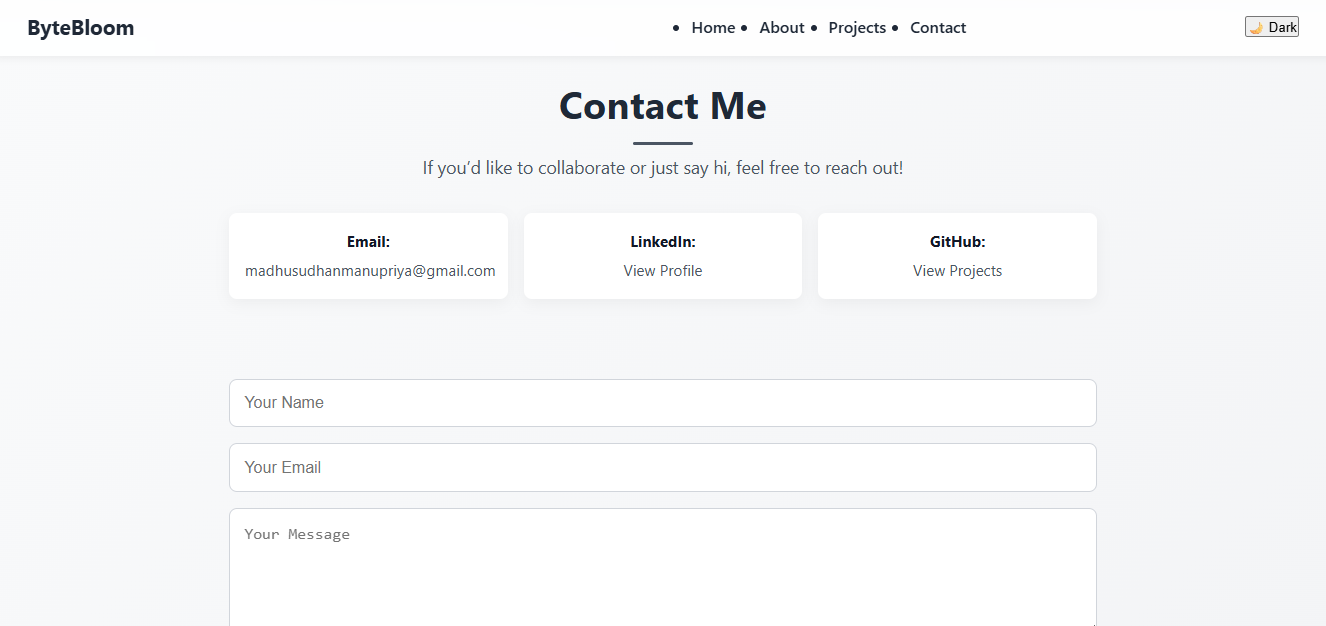 ByteBloom
• Home • About • Projects • Contact
🌙 Dark
Contact Me
If you’d like to collaborate or just say hi, feel free to reach out!
Email:
madhusudhanmanupriya@gmail.com
LinkedIn:
View Profile
GitHub:
View Projects
Your Name
Your Email
Your Message